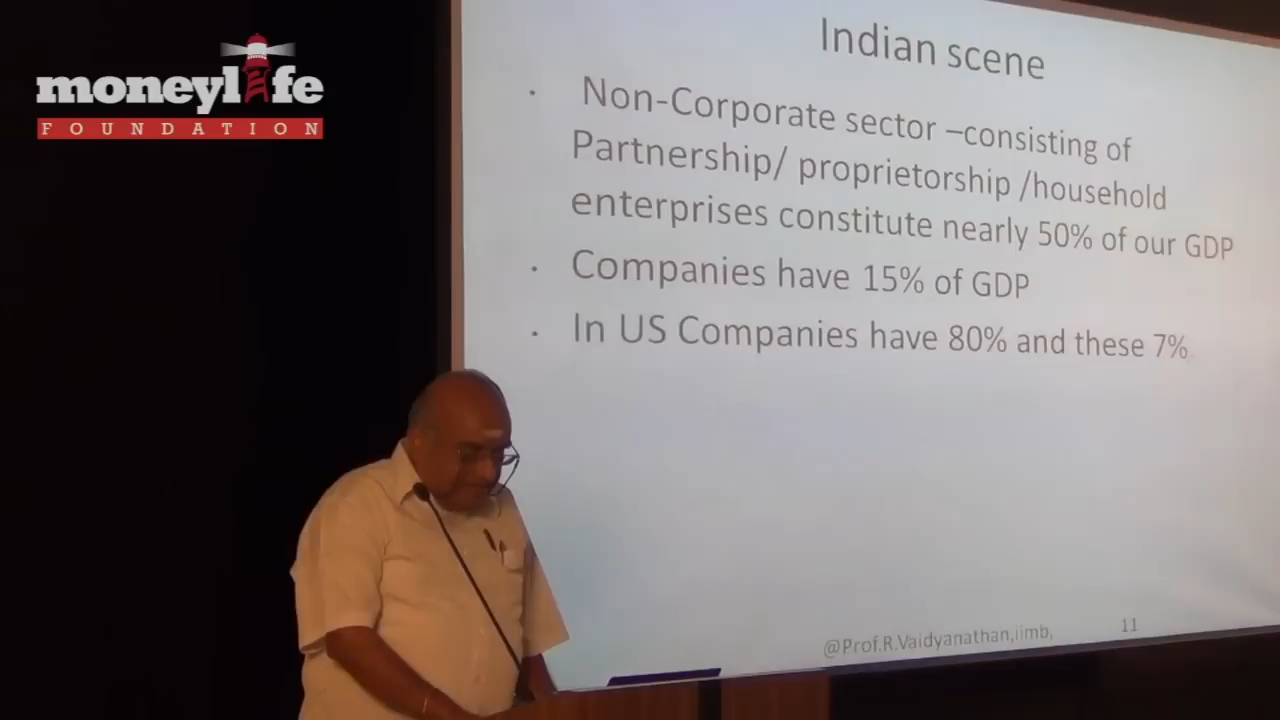 moneylife
FOUNDATION
Indian scene
· Non-Corporate sector –consisting of
Partnership/ proprietorship /household
enterprises constitute nearly 50% of our GDP
· Companies have 15% of GDP
· In US Companies have 80% and these 7%
@Prof.R.Vaidyanathan,iimb,
11